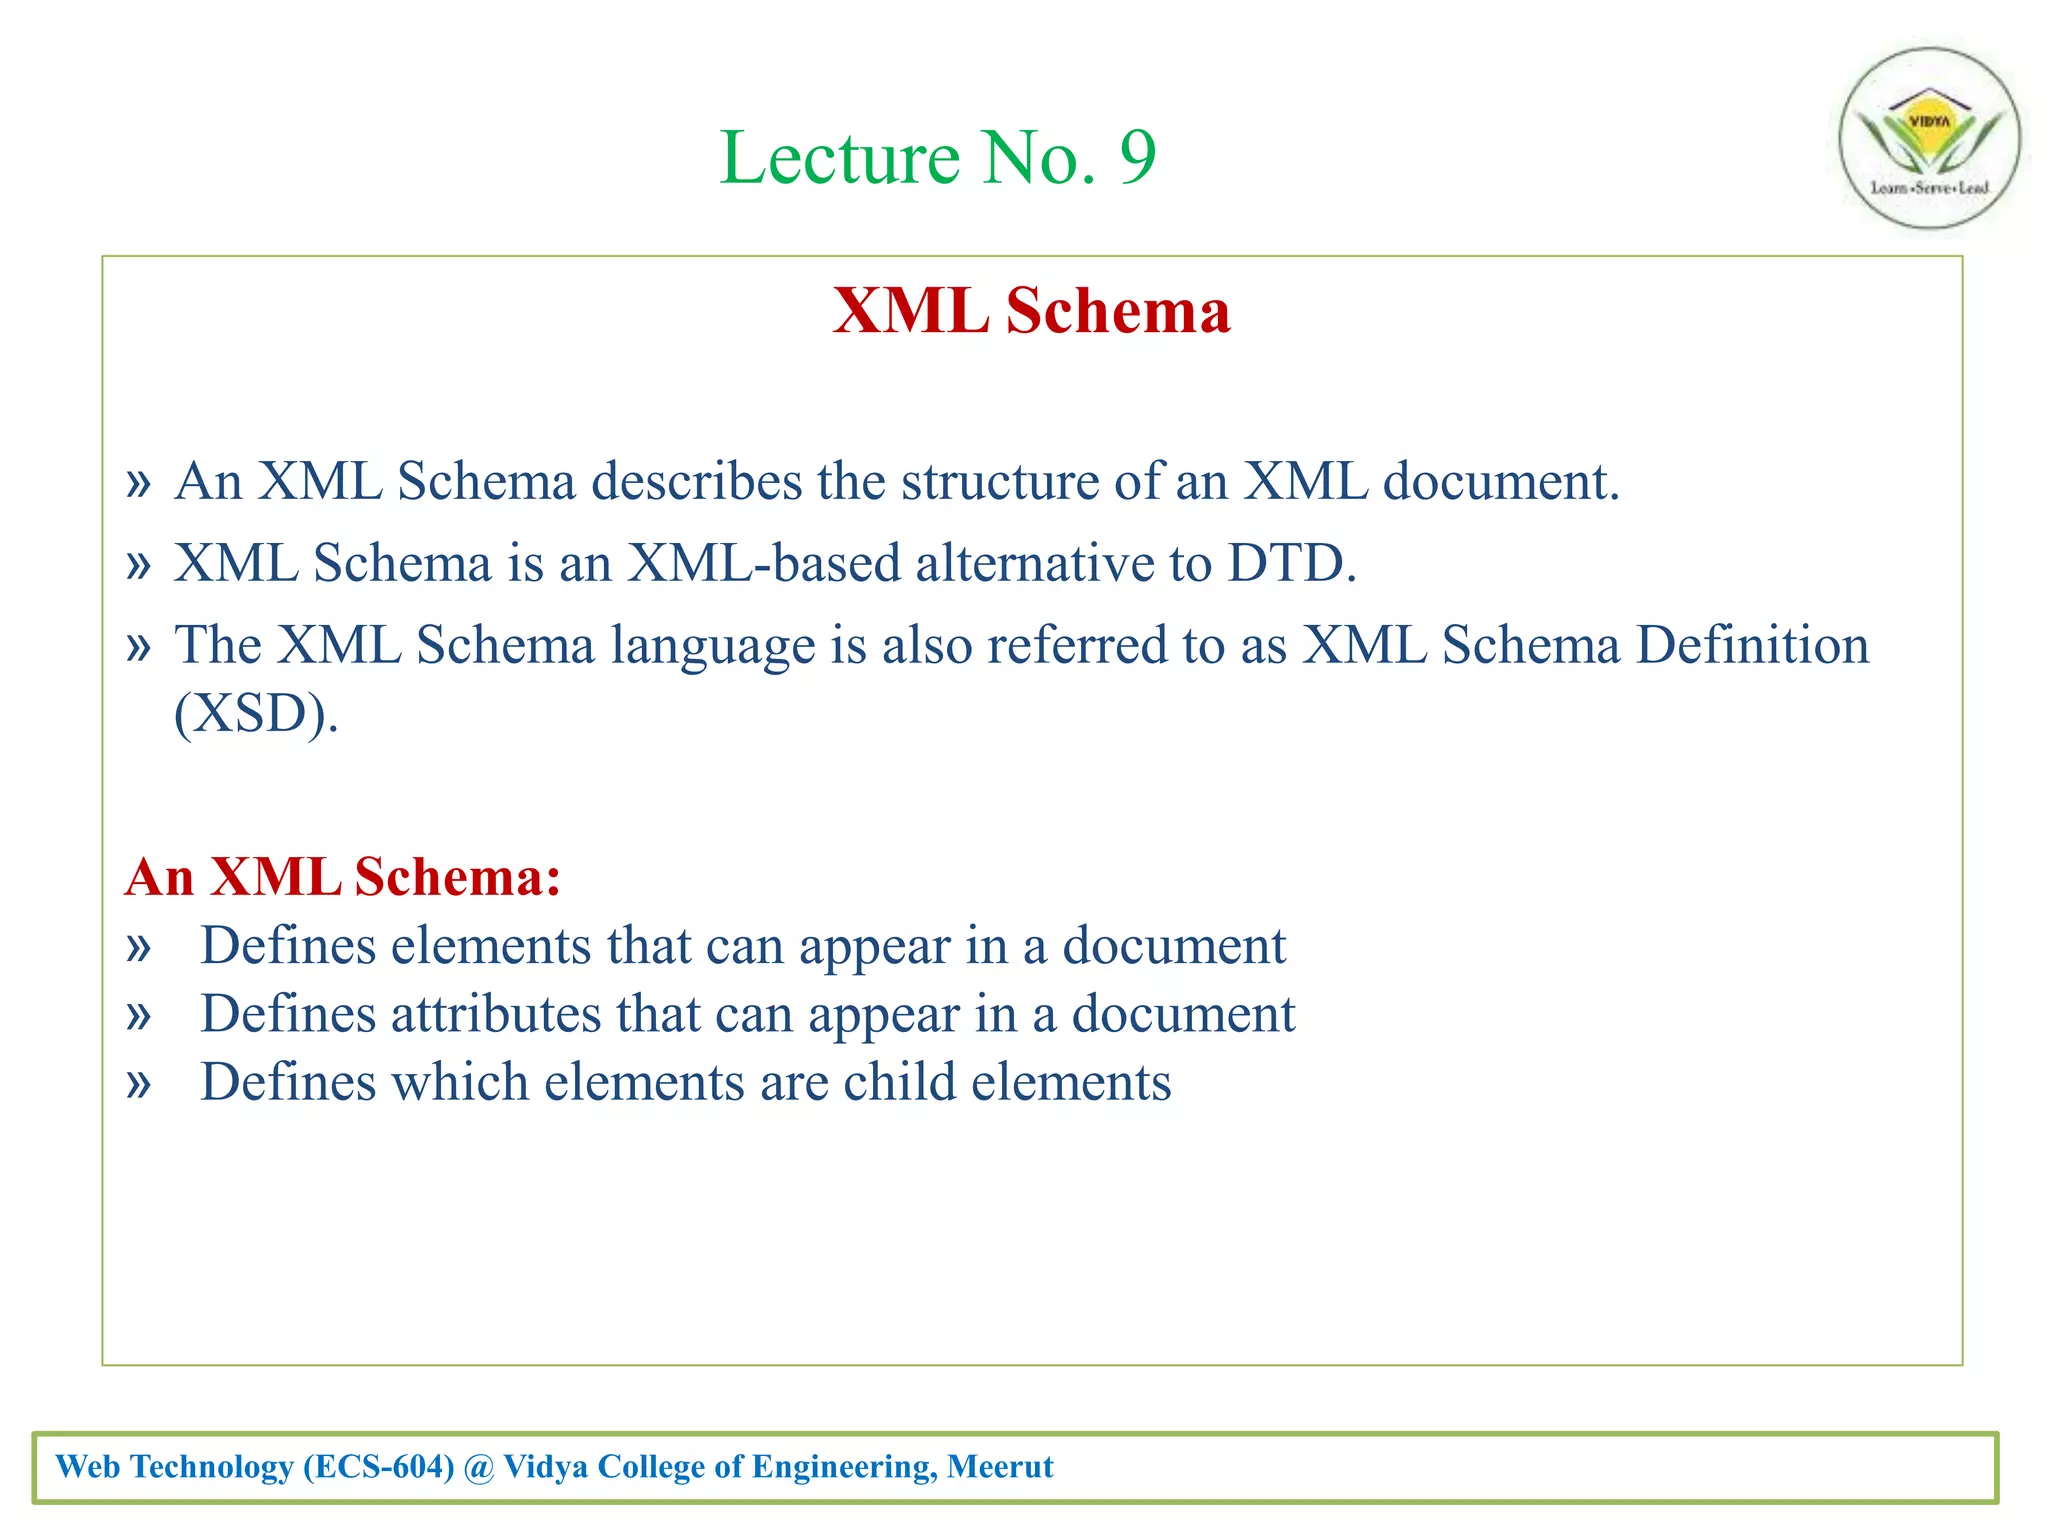 Lecture No. 9
VIDYA
Learn•Serve•Lead
XML Schema
» An XML Schema describes the structure of an XML document.
» XML Schema is an XML-based alternative to DTD.
» The XML Schema language is also referred to as XML Schema Definition
(XSD).
An XML Schema:
» Defines elements that can appear in a document
» Defines attributes that can appear in a document
» Defines which elements are child elements
Web Technology (ECS-604) @ Vidya College of Engineering, Meerut